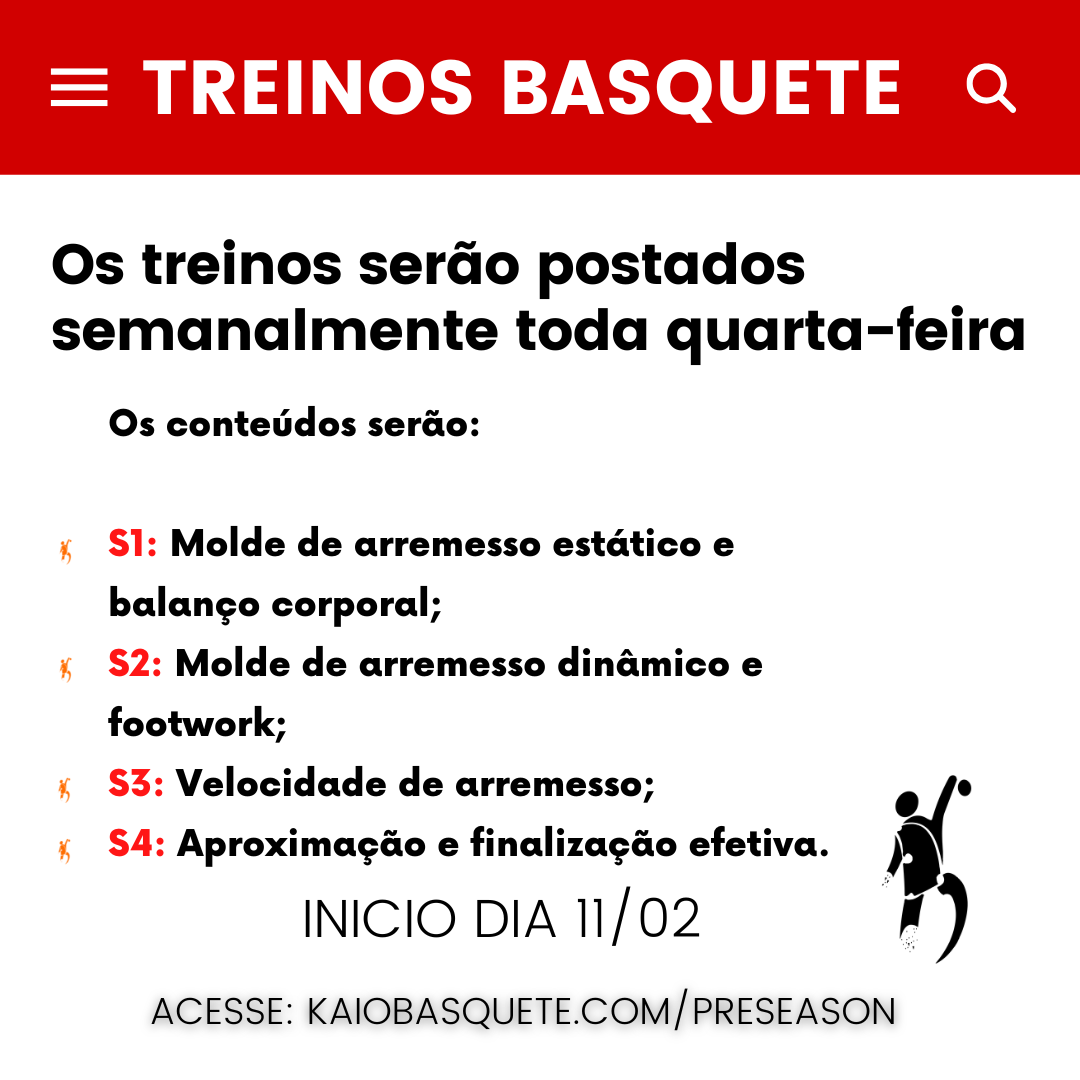 TREINOS BASQUETE
Os treinos serão postados
semanalmente toda quarta-feira
Os conteúdos serão:
S1: Molde de arremesso estático e
balanço corporal;
S2: Molde de arremesso dinâmico e
footwork;
S3: Velocidade de arremesso;
S4: Aproximação e finalização efetiva.
INICIO DIA 11/02
ACESSE: KAIOBASQUETE.COM/PRESEASON